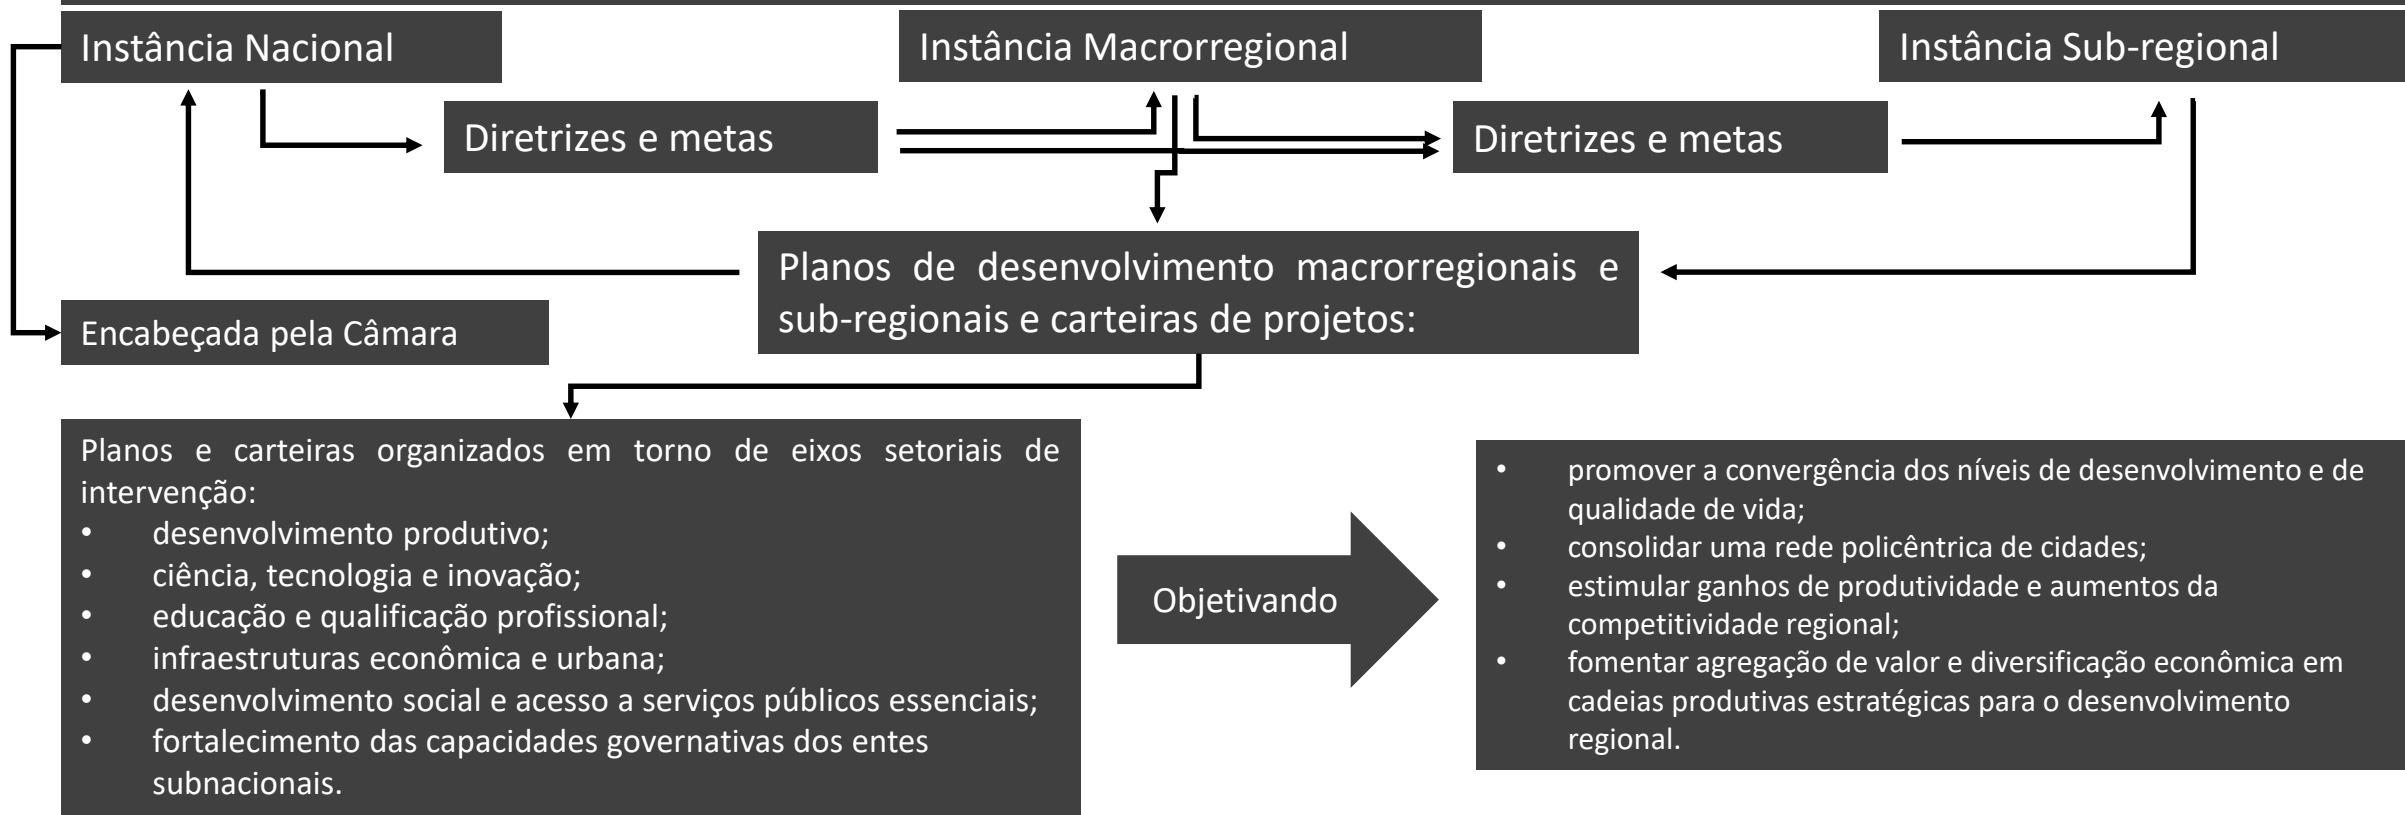 Instância Nacional
Instância Macrorregional
Instância Sub-regional
Diretrizes e metas
Diretrizes e metas
Planos de desenvolvimento macrorregionais e
sub-regionais e carteiras de projetos:
Encabeçada pela Câmara
Planos e carteiras organizados em torno de eixos setoriais de
intervenção:
• desenvolvimento produtivo;
• ciência, tecnologia e inovação;
• educação e qualificação profissional;
• infraestruturas econômica e urbana;
• desenvolvimento social e acesso a serviços públicos essenciais;
• fortalecimento das capacidades governativas dos entes
subnacionais.
Objetivando
• promover a convergência dos níveis de desenvolvimento e de
qualidade de vida;
• consolidar uma rede policêntrica de cidades;
• estimular ganhos de produtividade e aumentos da
competitividade regional;
• fomentar agregação de valor e diversificação econômica em
cadeias produtivas estratégicas para o desenvolvimento
regional.